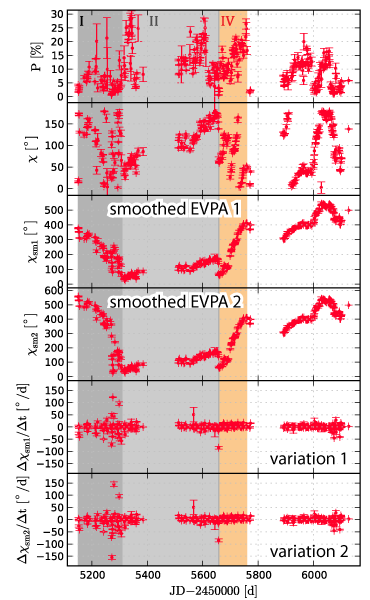 I II IV
30
25
20
15
10
5
0
P [%]
150
100
50
0
χ [°]
smoothed EVPA 1
500
400
300
200
100
0
χsm1 [°]
smoothed EVPA 2
600
500
400
300
200
100
0
χsm2 [°]
150
100
50
0
−50
−100
−150
Δχsm1/Δt [°/d]
variation 1
150
100
50
0
−50
−100
−150
Δχsm2/Δt [°/d]
variation 2
5200 5400 5600 5800 6000
JD−2450000 [d]